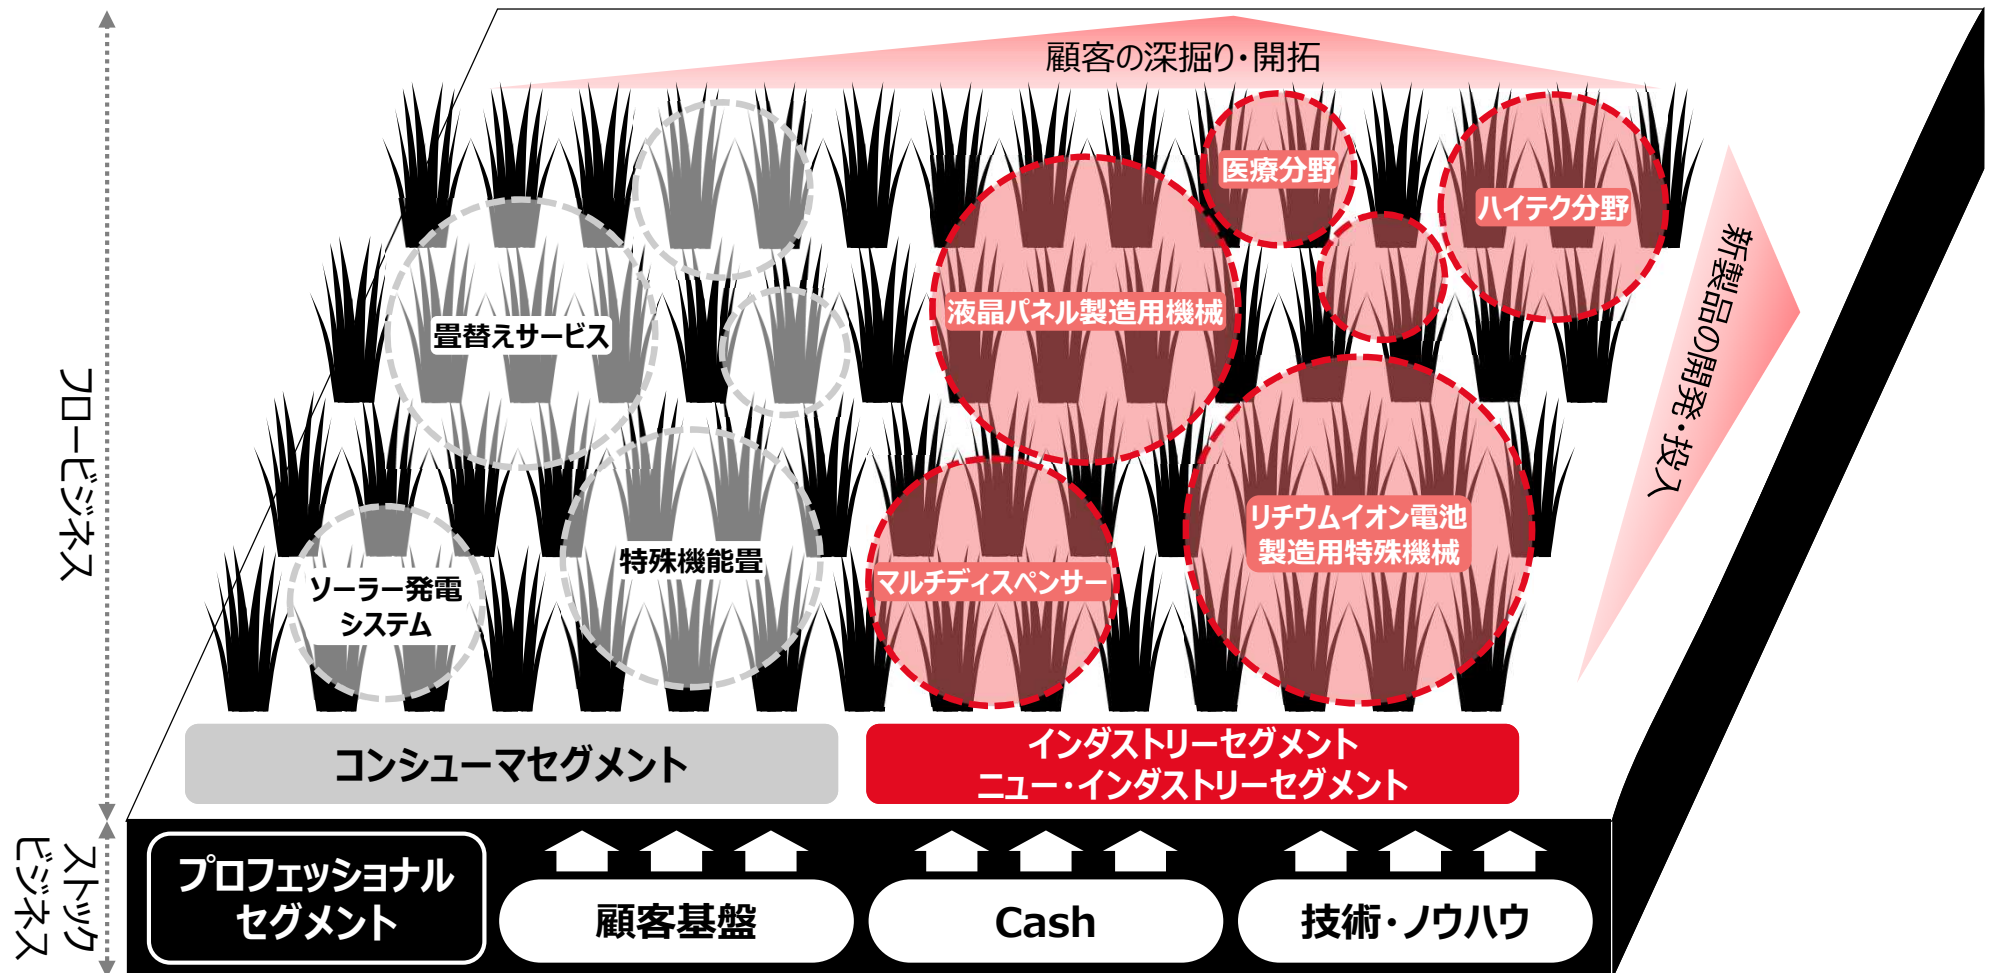 顧客の深掘り・開拓
新製品の開発・投入
医療分野
ハイテク分野
液晶パネル製造用機械
畳替えサービス
リチウムイオン電池
製造用特殊機械
特殊機能畳
マルチディスペンサー
ソーラー発電
システム
フロービジネス
コンシューマセグメント
インダストリーセグメント
ニュー・インダストリーセグメント
ストック
ビジネス
プロフェッショナル
セグメント
顧客基盤
Cash
技術・ノウハウ